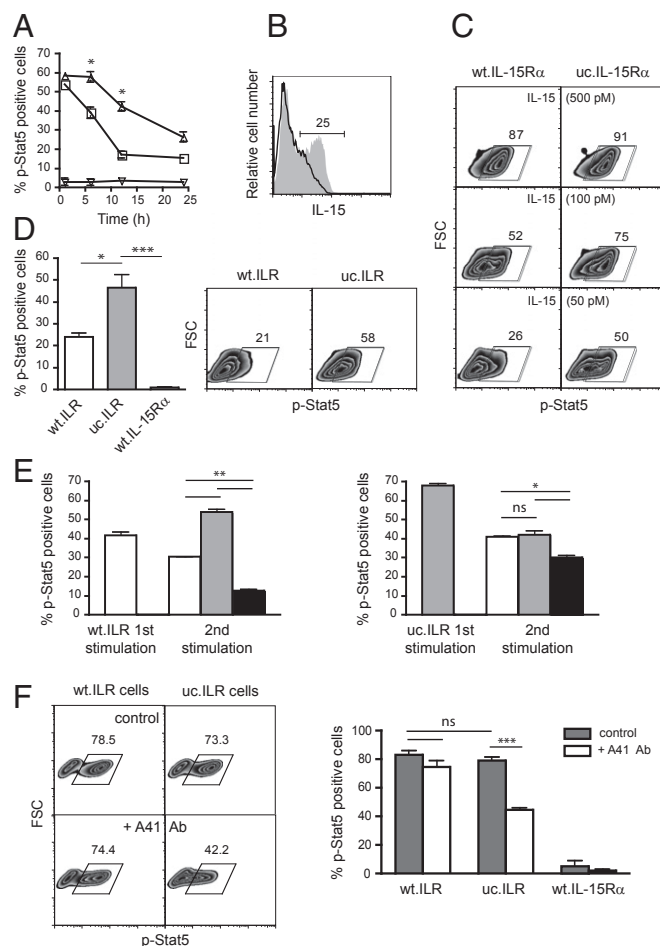 A
% p-Stat5 positive cells
70
60
50
40
30
20
10
0
* *
0 5 10 15 20 25
Time (h)
B
Relative cell number
25
IL-15
C
wt.IL-15Rα uc.IL-15Rα
IL-15 (500 pM)
87 91
IL-15 (100 pM)
52 75
IL-15 (50 pM)
26 50
FSC
p-Stat5
D
% p-Stat5 positive cells
60
50
40
30
20
10
0
* ***
wt.ILR uc.ILR wt.IL-15Rα
wt.ILR uc.ILR
FSC
21 58
p-Stat5
E
% p-Stat5 positive cells
70
60
50
40
30
20
10
0
**
wt.ILR 1st stimulation
2nd stimulation
% p-Stat5 positive cells
70
60
50
40
30
20
10
0
*
ns
uc.ILR 1st stimulation
2nd stimulation
F
wt.ILR cells uc.ILR cells
control
78.5 73.3
+ A41 Ab
74.4 42.2
FSC
p-Stat5
% p-Stat5 positive cells
100
80
60
40
20
0
ns
***
control
+ A41 Ab
wt.ILR uc.ILR wt.IL-15Rα